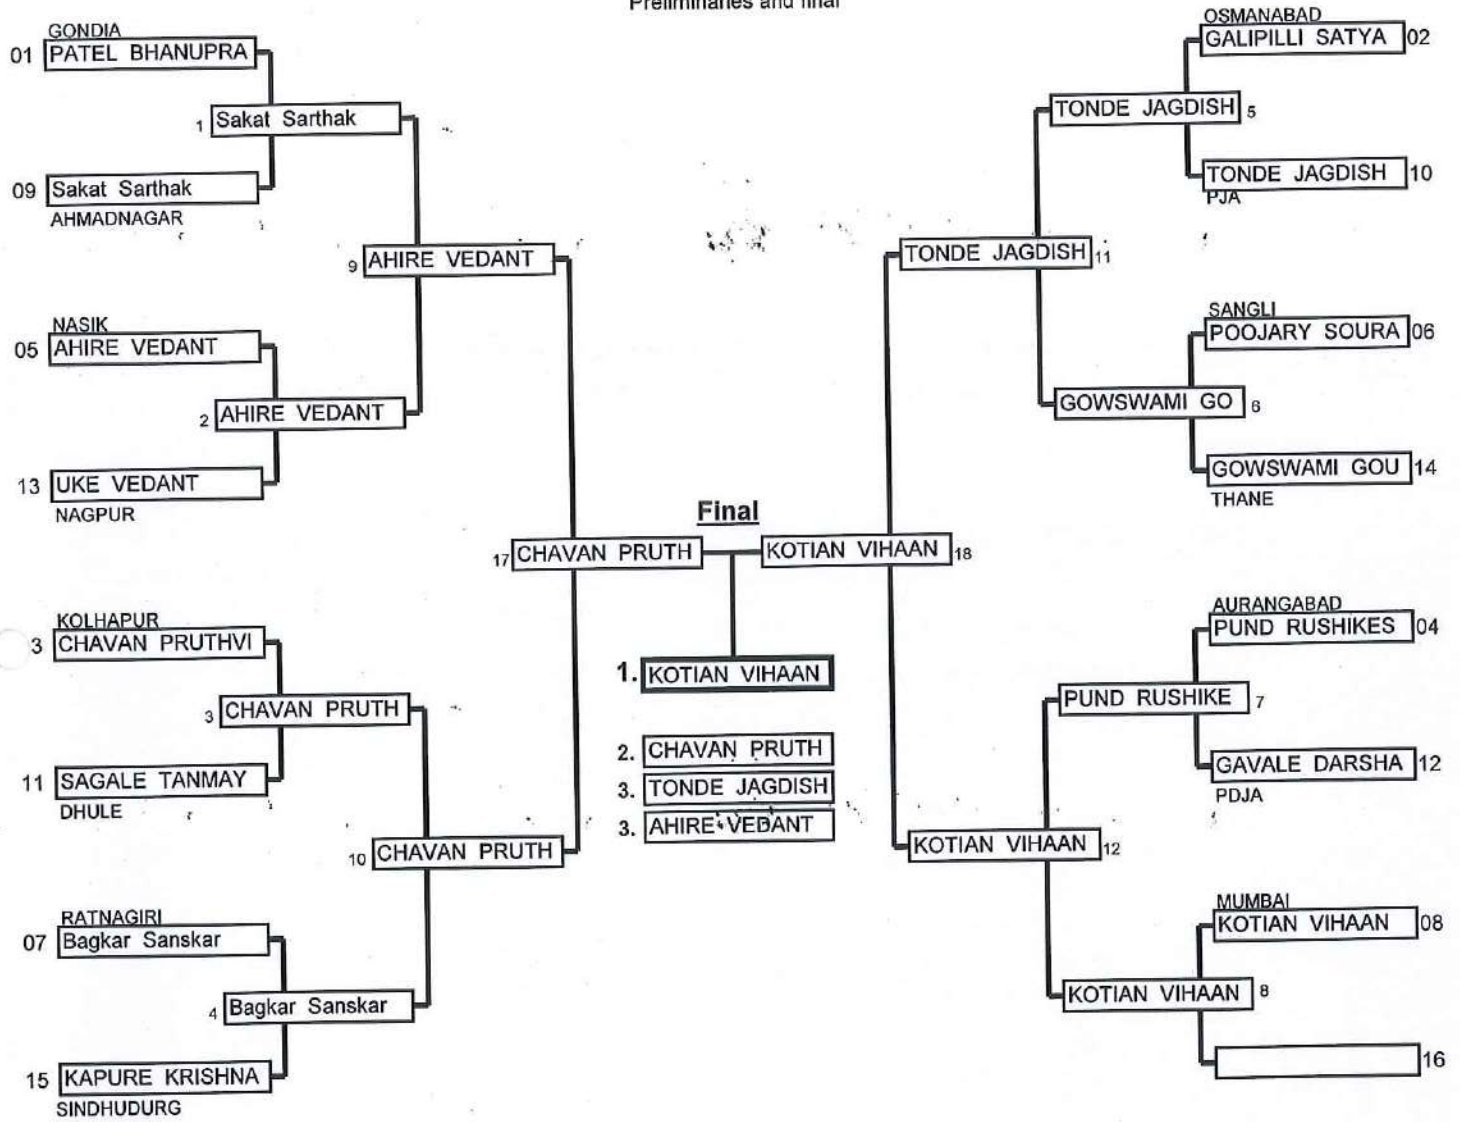 Preliminaries and final
GONDIA
01 PATEL BHANUPRA
1 Sakat Sarthak
09 Sakat Sarthak
AHMADNAGAR
9 AHIRE VEDANT
NASIK
05 AHIRE VEDANT
2 AHIRE VEDANT
13 UKE VEDANT
NAGPUR
17 CHAVAN PRUTH
KOLHAPUR
3 CHAVAN PRUTHVI
3 CHAVAN PRUTH
11 SAGALE TANMAY
DHULE
10 CHAVAN PRUTH
RATNAGIRI
07 Bagkar Sanskar
4 Bagkar Sanskar
15 KAPURE KRISHNA
SINDHUDURG
Final
1. KOTIAN VIHAAN
2. CHAVAN PRUTH
3. TONDE JAGDISH
3. AHIRE VEDANT
OSMANABAD
GALIPILLI SATYA 02
TONDE JAGDISH 5
TONDE JAGDISH 10
PJA
TONDE JAGDISH 11
SANGLI
POOJARY SOURA 06
GOWSWAMI GO 6
GOWSWAMI GOU 14
THANE
KOTIAN VIHAAN 18
AURANGABAD
PUND RUSHIKES 04
PUND RUSHIKE 7
GAVALE DARSHA 12
PDJA
KOTIAN VIHAAN 12
MUMBAI
KOTIAN VIHAAN 08
KOTIAN VIHAAN 8
16